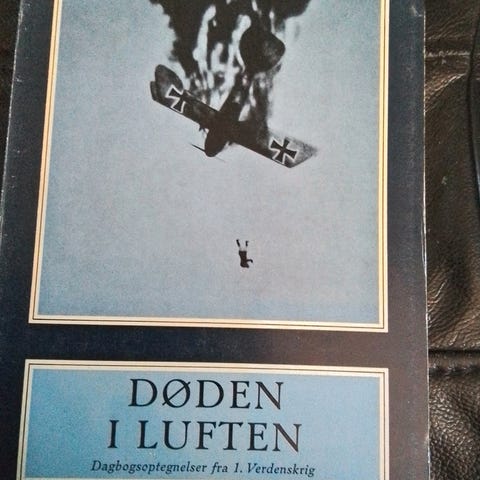 DØDEN
I LUFTEN
Dagbogsoptegnelser fra 1. Verdenskrig